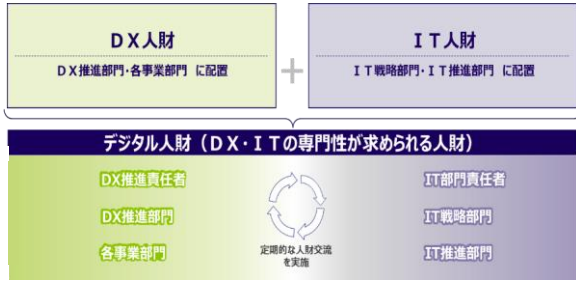 DX人財
DX推進部門・各事業部門 に配置
+
IT人財
IT戦略部門・IT推進部門 に配置
デジタル人財（DX・ITの専門性が求められる人財）
DX推進責任者
DX推進部門
各事業部門
定期的な人財交流
を実施
IT部門責任者
IT戦略部門
IT推進部門